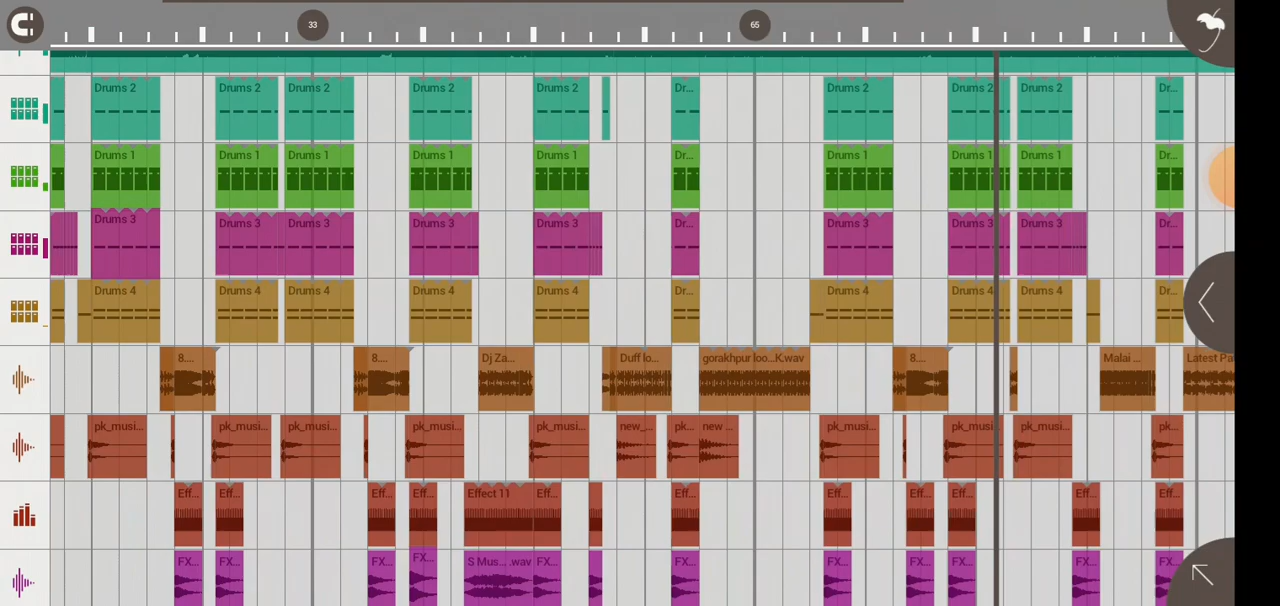 33 65
Drums 2 Drums 2 Drums 2 Drums 2 Drums 2 Dr... Drums 2 Drums 2 Drums 2 Dr...
Drums 1 Drums 1 Drums 1 Drums 1 Drums 1 Dr... Drums 1 Drums 1 Drums 1 Dr...
Drums 3 Drums 3 Drums 3 Drums 3 Drums 3 Dr... Drums 3 Drums 3 Drums 3 Dr...
Drums 4 Drums 4 Drums 4 Drums 4 Drums 4 Dr... Drums 4 Drums 4 Drums 4 Dr...
8.... 8.... Dj Za... Duff lo... gorakhpur loo...K.wav 8.... Malai ... Latest Pa
pk_musi... pk_musi... pk_musi... pk_musi... pk_musi... new_... pk... new ... pk_musi... pk_musi... pk_musi... pk...
Eff... Eff... Eff... Eff... Effect 11 Eff... Eff... Eff... Eff... Eff... Eff... Eff...
FX... FX... FX... FX... S Mus... .wav FX... FX... FX... FX... FX... FX... FX...